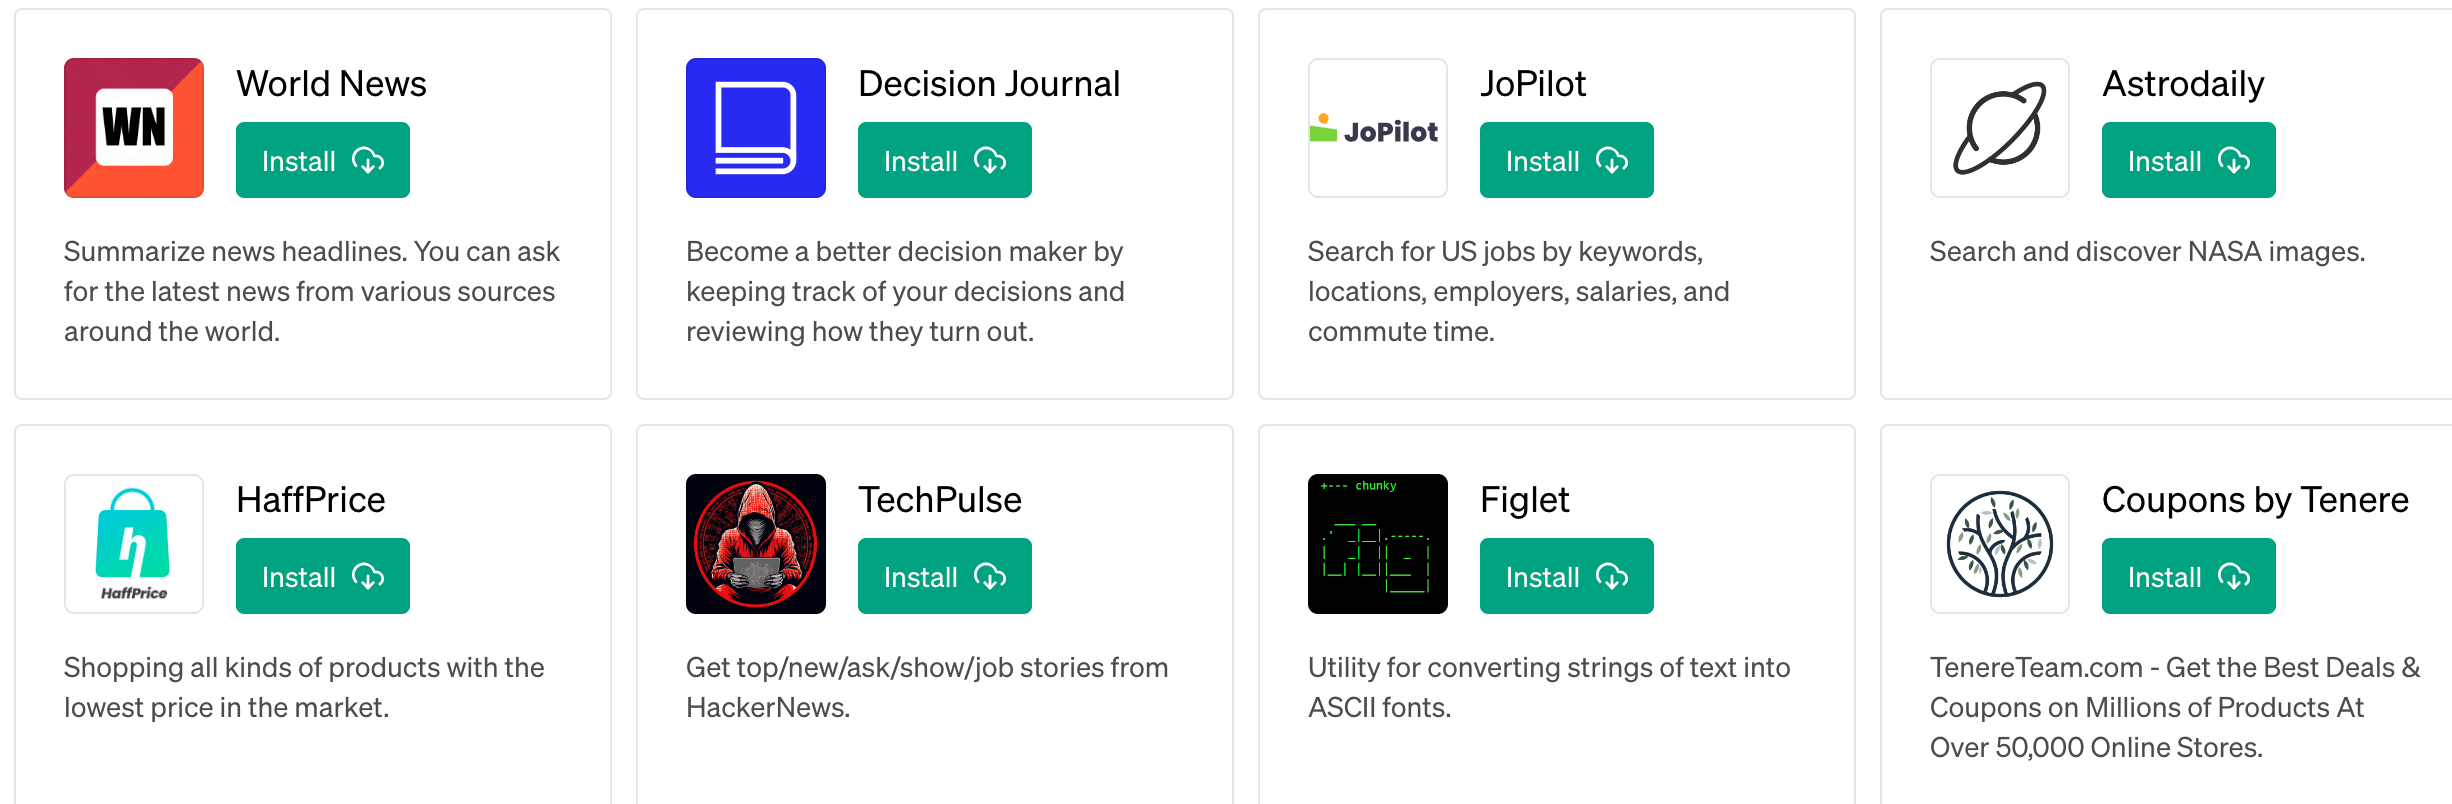 WN
World News
Install
Summarize news headlines. You can ask
for the latest news from various sources
around the world.
Decision Journal
Install
Become a better decision maker by
keeping track of your decisions and
reviewing how they turn out.
JoPilot
JoPilot
Install
Search for US jobs by keywords,
locations, employers, salaries, and
commute time.
Astrodaily
Install
Search and discover NASA images.
h
HaffPrice
HaffPrice
Install
Shopping all kinds of products with the
lowest price in the market.
TechPulse
Install
Get top/new/ask/show/job stories from
HackerNews.
+--- chunky
fig
Figlet
Install
Utility for converting strings of text into
ASCII fonts.
Coupons by Tenere
Install
TenereTeam.com - Get the Best Deals &
Coupons on Millions of Products At
Over 50,000 Online Stores.